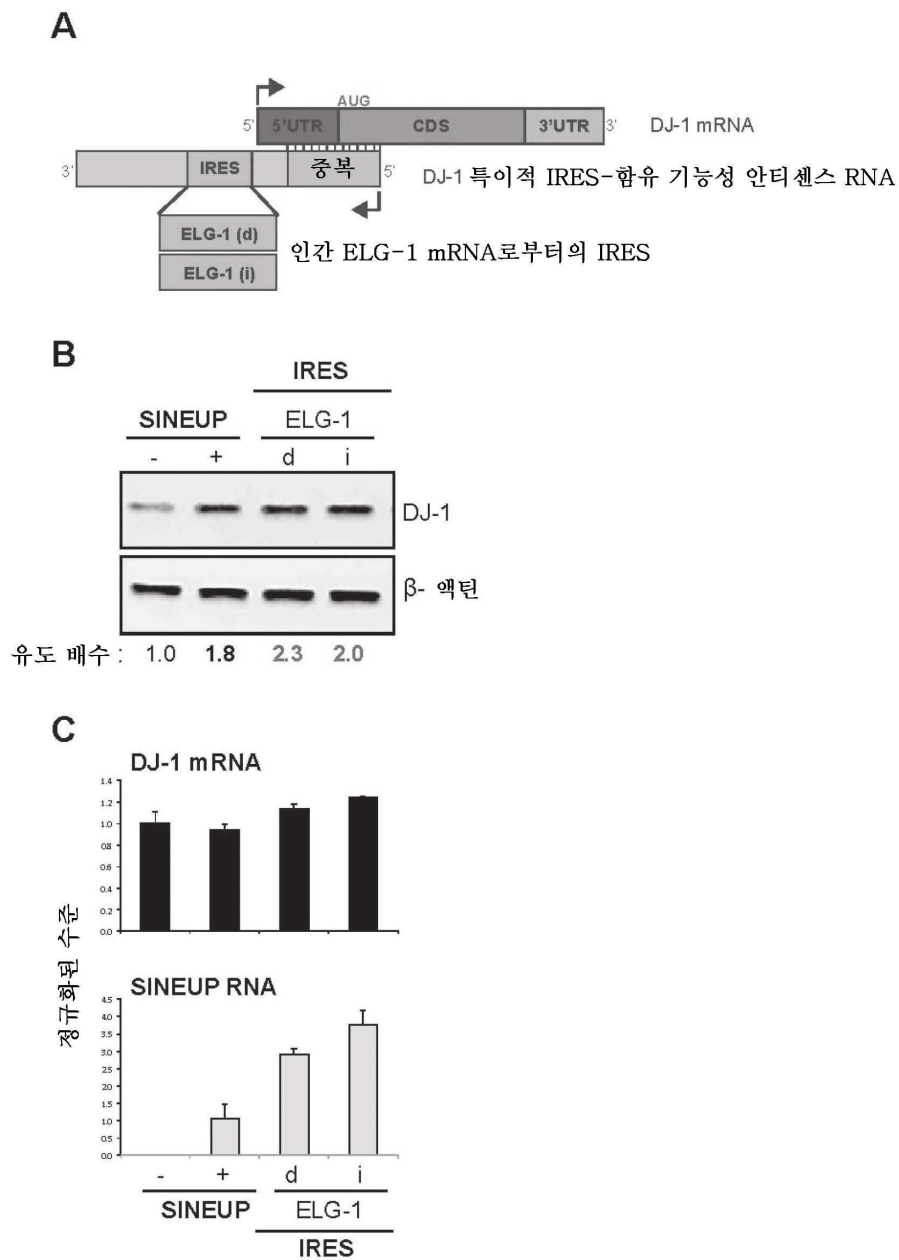 A
AUG
5' 5'UTR CDS 3'UTR 3' DJ-1 mRNA
3' IRES 중복 5' DJ-1 특이적 IRES-함유 기능성 안티센스 RNA
ELG-1 (d)
ELG-1 (i)
인간 ELG-1 mRNA로부터의 IRES
B
IRES
SINEUP ELG-1
- + d i
DJ-1
β- 액틴
유도 배수 : 1.0 1.8 2.3 2.0
C
정규화된 수준
DJ-1 mRNA
1.4
1.2
1.0
0.8
0.6
0.4
0.2
0.0
SINEUP RNA
4.5
4.0
3.5
3.0
2.5
20
1.5
1.0
0.5
0.0
- + d i
SINEUP ELG-1
IRES